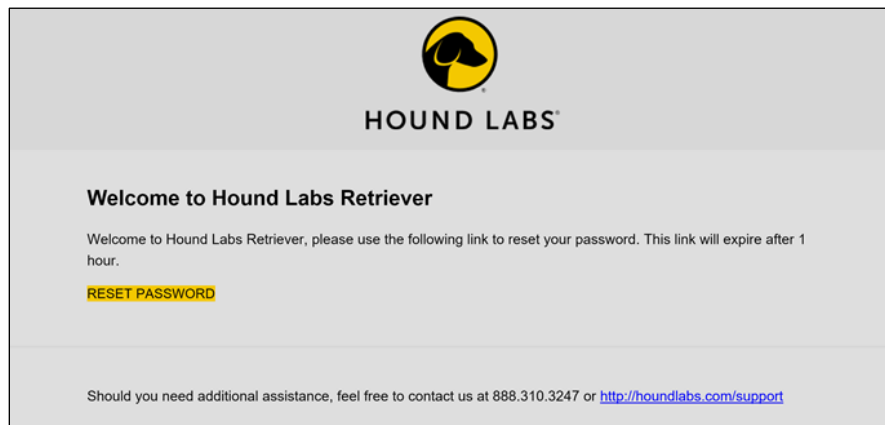 HOUND LABS®
Welcome to Hound Labs Retriever
Welcome to Hound Labs Retriever, please use the following link to reset your password. This link will expire after 1
hour.
RESET PASSWORD
Should you need additional assistance, feel free to contact us at 888.310.3247 or http://houndlabs.com/support